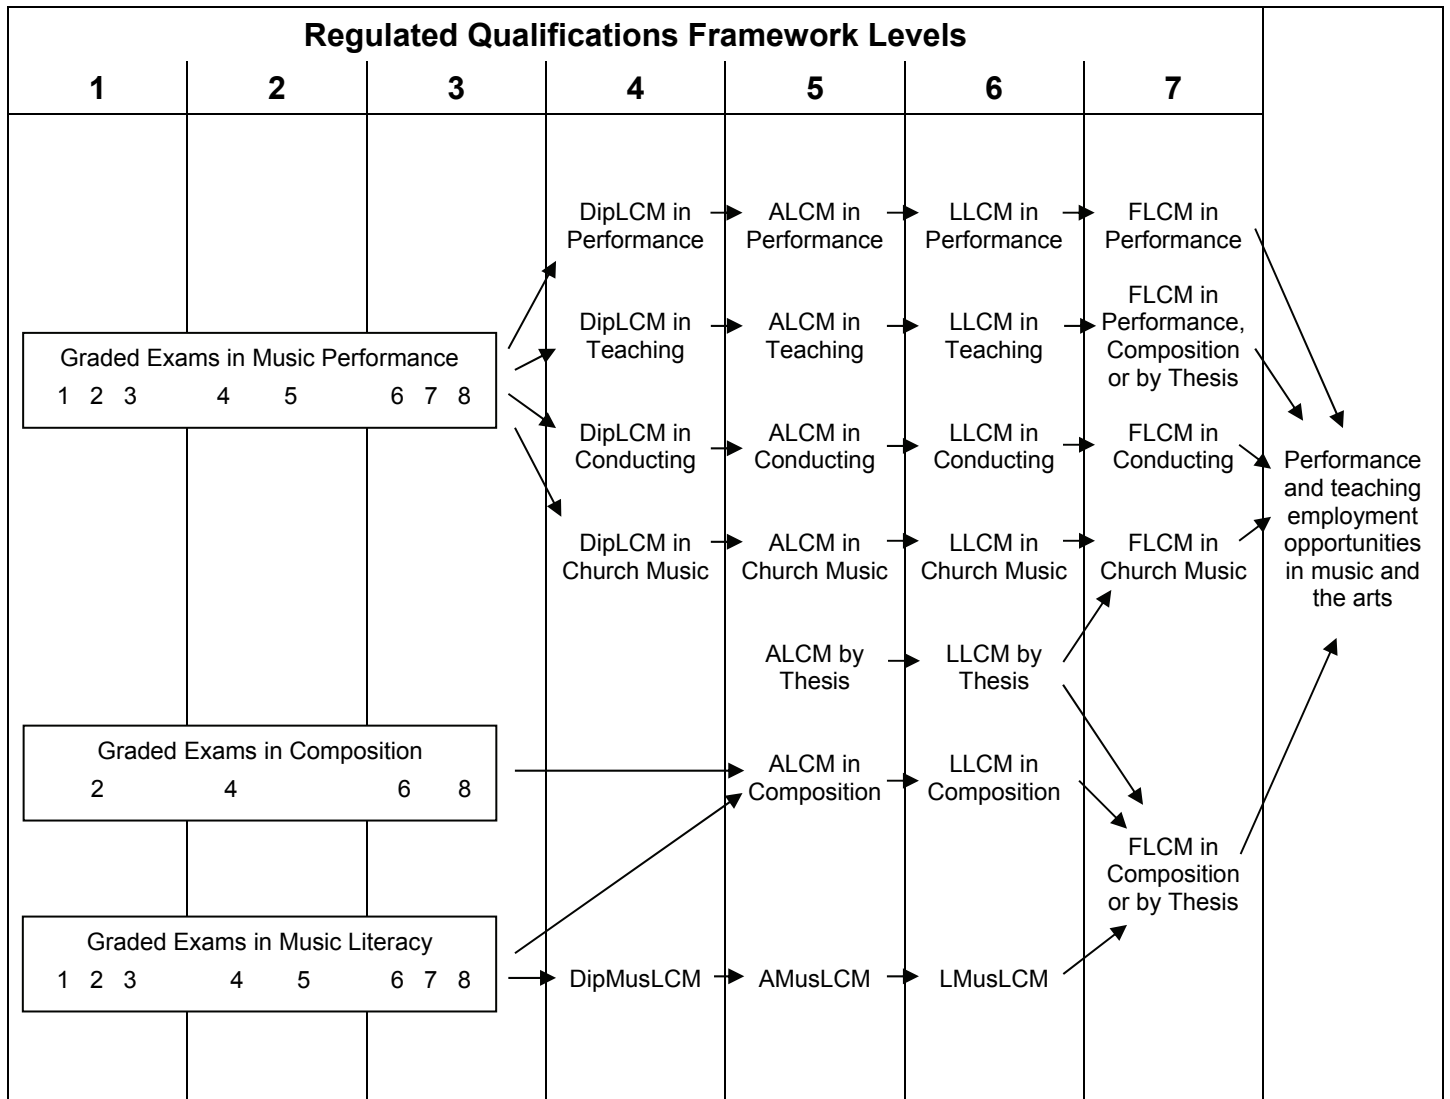 Regulated Qualifications Framework Levels
1 2 3 4 5 6 7
DipLCM in
Performance
ALCM in
Performance
LLCM in
Performance
FLCM in
Performance
DipLCM in
Teaching
ALCM in
Teaching
LLCM in
Teaching
FLCM in
Performance,
Composition
or by Thesis
Graded Exams in Music Performance
1 2 3 4 5 6 7 8
DipLCM in
Conducting
ALCM in
Conducting
LLCM in
Conducting
FLCM in
Conducting
Performance
and teaching
employment
opportunities
in music and
the arts
DipLCM in
Church Music
ALCM in
Church Music
LLCM in
Church Music
FLCM in
Church Music
ALCM by
Thesis
LLCM by
Thesis
Graded Exams in Composition
2 4 6 8
ALCM in
Composition
LLCM in
Composition
FLCM in
Composition
or by Thesis
Graded Exams in Music Literacy
1 2 3 4 5 6 7 8
DipMusLCM
AMusLCM
LMusLCM